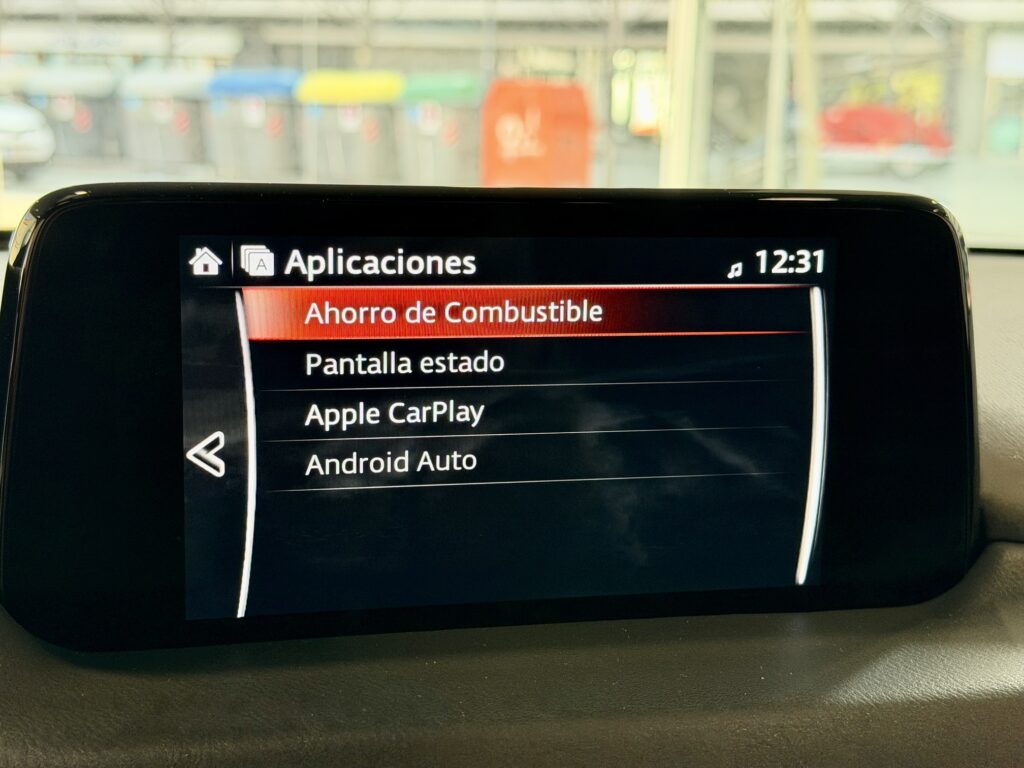 Aplicaciones
12:31
Ahorro de Combustible
Pantalla estado
Apple CarPlay
Android Auto